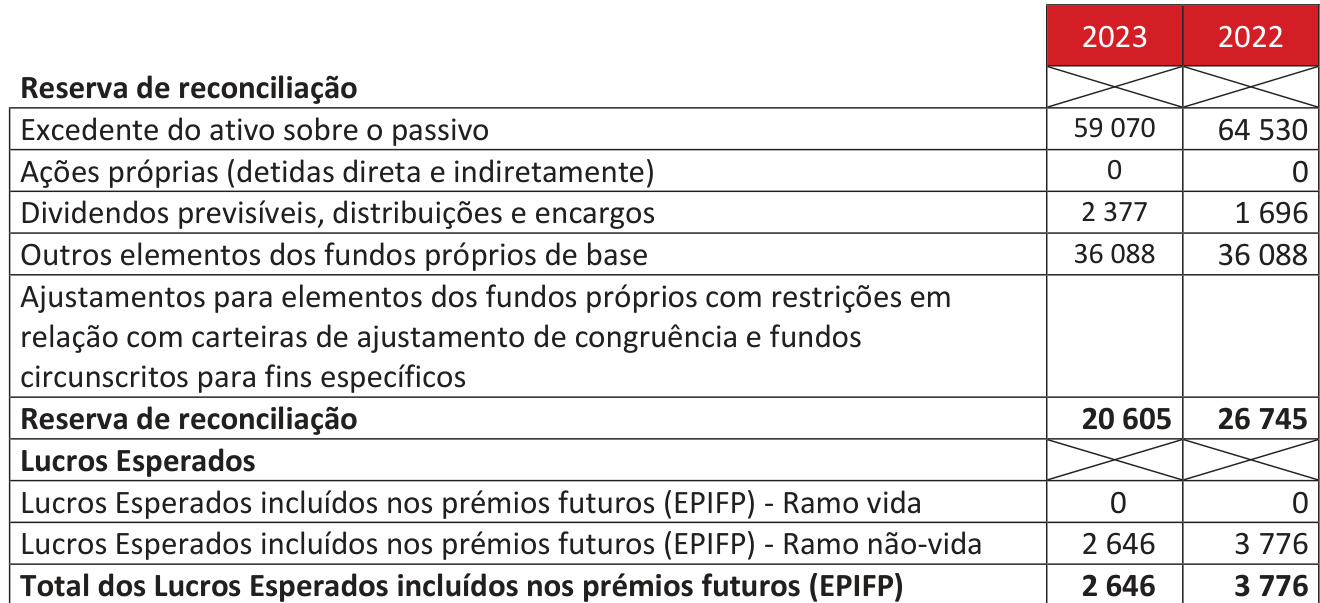 2023 2022
Reserva de reconciliação
Excedente do ativo sobre o passivo 59 070 64 530
Ações próprias (detidas direta e indiretamente) 0 0
Dividendos previsíveis, distribuições e encargos 2 377 1 696
Outros elementos dos fundos próprios de base 36 088 36 088
Ajustamentos para elementos dos fundos próprios com restrições em
relação com carteiras de ajustamento de congruência e fundos
circunscritos para fins específicos
Reserva de reconciliação 20 605 26 745
Lucros Esperados
Lucros Esperados incluídos nos prémios futuros (EPIFP) - Ramo vida 0 0
Lucros Esperados incluídos nos prémios futuros (EPIFP) - Ramo não-vida 2 646 3 776
Total dos Lucros Esperados incluídos nos prémios futuros (EPIFP) 2 646 3 776